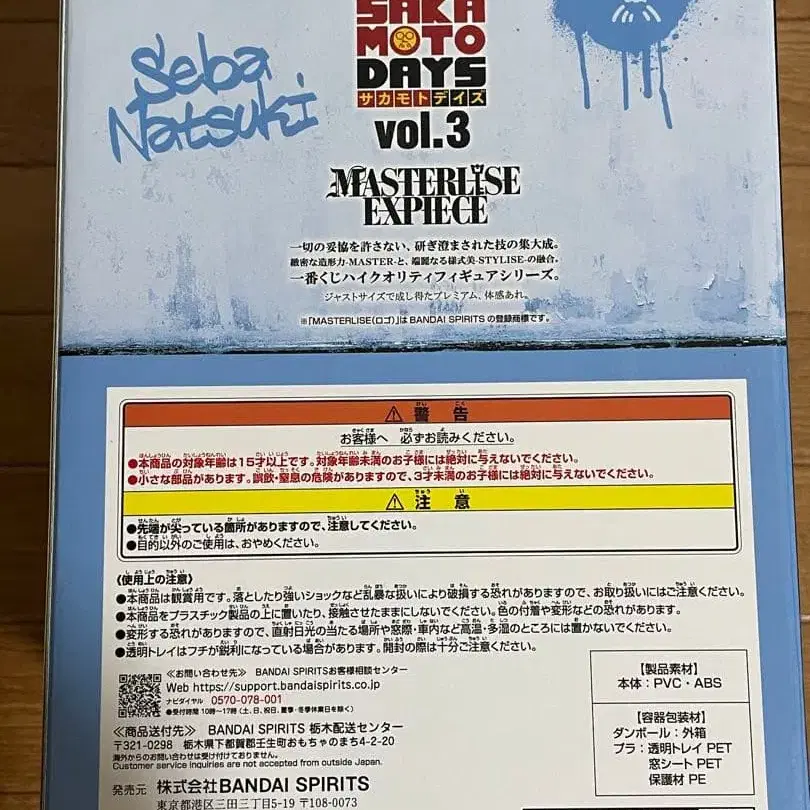 Seba
Natsuki
SAKA
MOTO
DAYS
サカモトデイズ
vol.3
MASTERLISE
EXPIECE
一切の妥協を許さない、研ぎ澄まされた技の集大成。
緻密な造形力-MASTER-と、端麗なる様式美-STYLISE-の融合。
一番くじハイクオリティフィギュアシリーズ。
ジャストサイズで成し得たプレミアム、体感あれ。
※「MASTERLISE(ロゴ)」はBANDAI SPIRITSの登録商標です。
警告
お客様へ 必ずお読みください。
●本商品の対象年齢は15才以上です。対象年齢未満のお子様には絶対に与えないでください。
●小さな部品があります。誤飲・窒息の危険がありますので、3才未満のお子様には絶対に与えないでください。
注意
●先端が尖っている箇所がありますので、注意してください。
●目的以外のご使用は、おやめください。
《使用上の注意》
●本商品は観賞用です。落としたり強いショックなど乱暴な扱いにより破損する恐れがありますので、お取り扱いにはご注意ください。
●本商品をプラスチック製品の上に置いたり、接触させたままにしないでください。色の付着や変形などの恐れがあります。
●変形する恐れがありますので、直射日光の当たる場所や窓際・車内など高温・多湿のところには置かないでください。
●透明トレイはフチが鋭利になっている場合があります。開封の際は十分ご注意ください。
≪お問い合わせ先≫ BANDAI SPIRITSお客様相談センター
Web https://support.bandaispirits.co.jp
ナビダイヤル 0570-078-001
●受付時間 10時〜17時(土、日、祝日、夏季・冬季休業日を除く)
≪商品送付先≫ BANDAI SPIRITS 栃木配送センター
〒321-0298 栃木県下都賀郡壬生町おもちゃのまち4-2-20
海外からのお問い合わせは受け付けておりません。
Customer service inquiries are not accepted from outside Japan.
発売元 株式会社BANDAI SPIRITS
東京都港区三田三丁目5-19 〒108-0073
【製品素材】
本体：PVC・ABS
【容器包装材】
ダンボール：外箱
プラ：透明トレイ PET
窓シート PET
保護材 PE